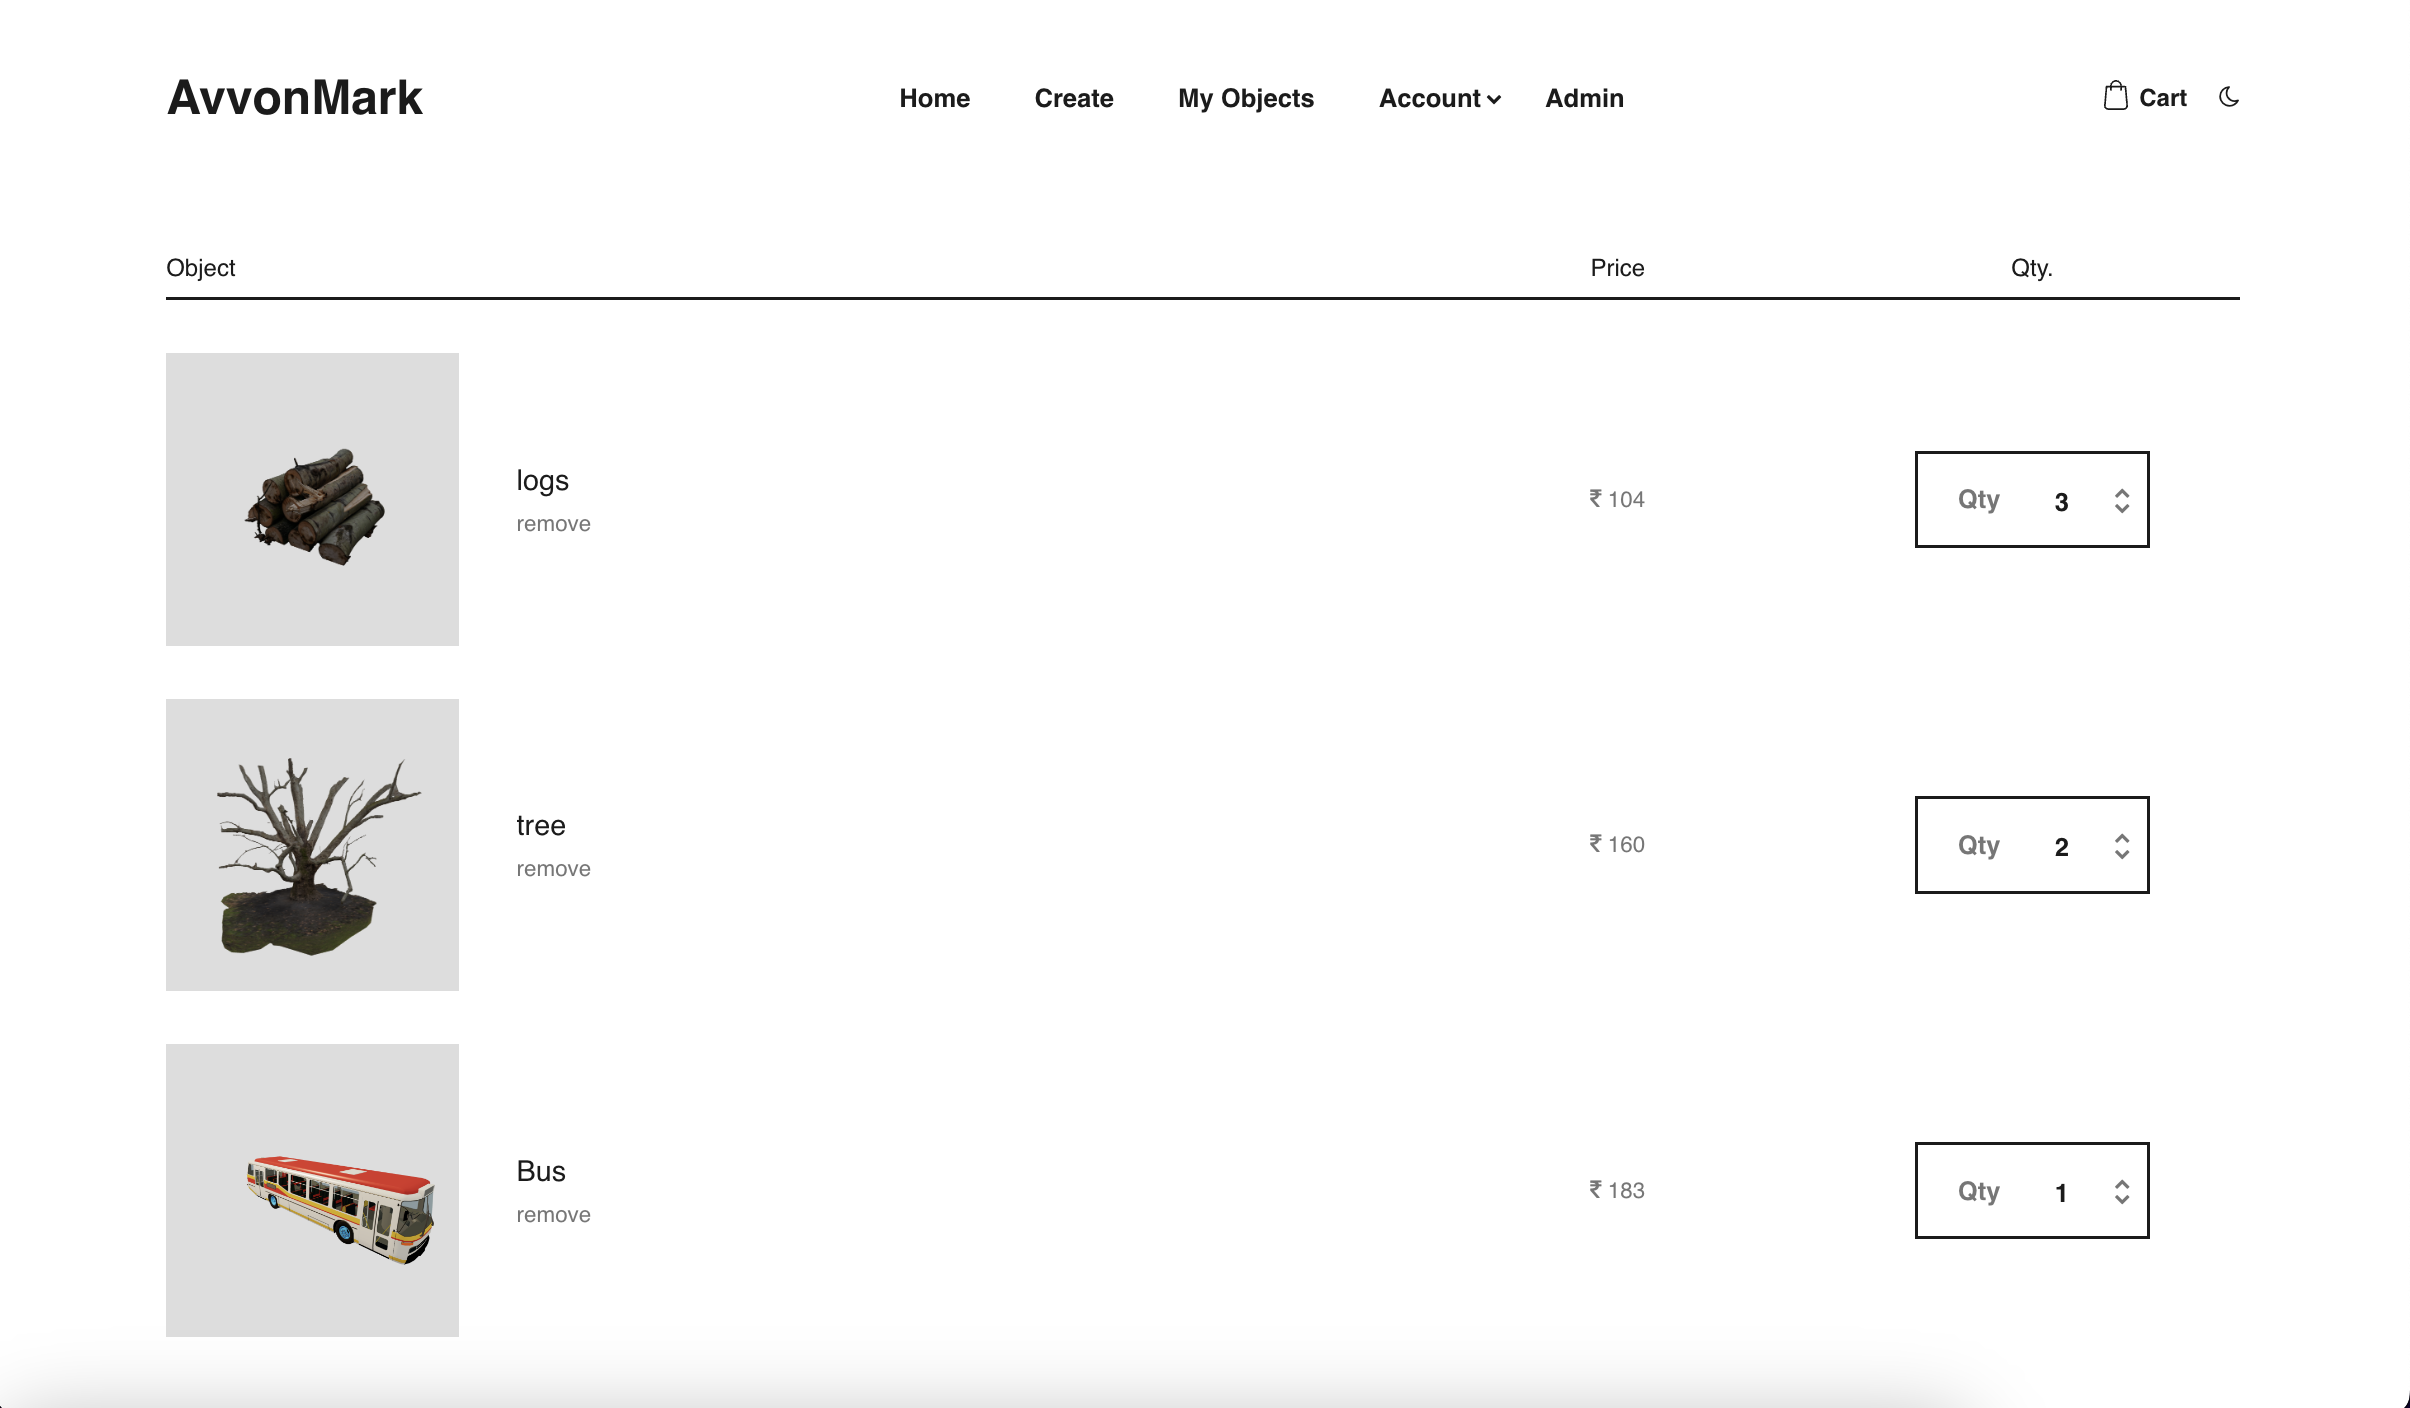 AvvonMark
Home Create My Objects Account Admin
Cart
Object Price Qty.
logs
remove
₹ 104
Qty 3
tree
remove
₹ 160
Qty 2
Bus
remove
₹ 183
Qty 1